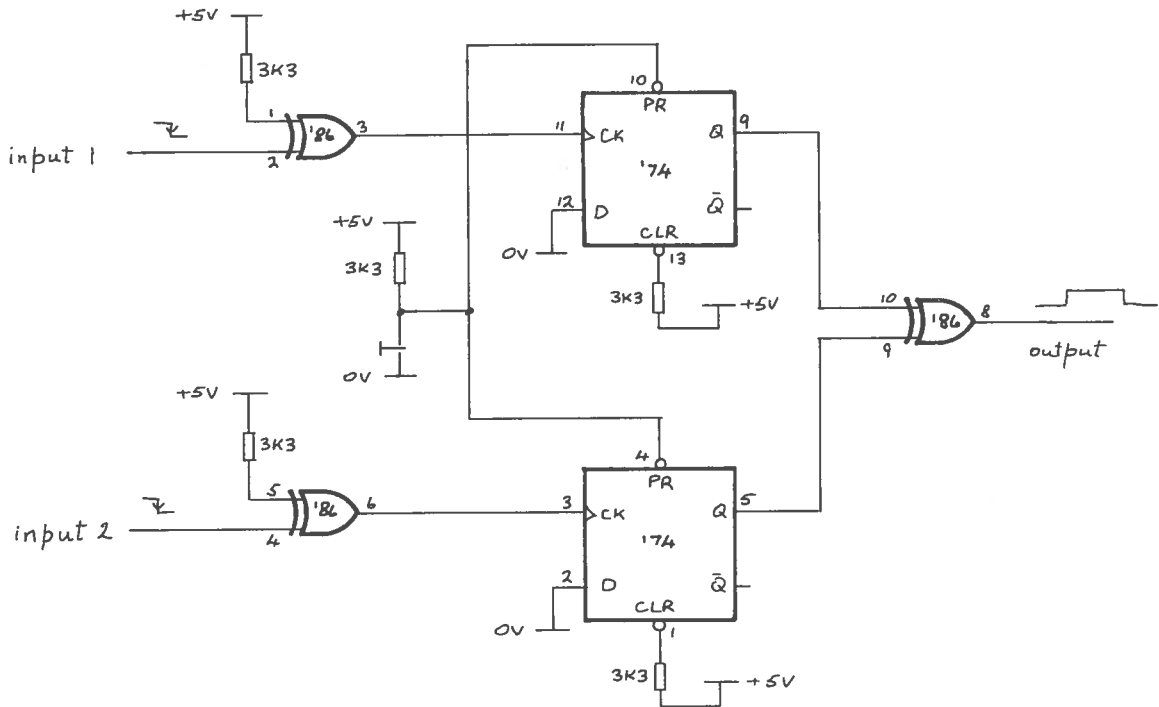 +5V
3K3
10
PR
1
'86
3
11
CK
Q
9
input 1
2
'74
+5V
12
D
Q̄
CLR
0V
13
3K3
3K3
+5V
10
'86
8
9
output
0V
+5V
3K3
4
PR
5
'86
6
3
CK
Q
5
input 2
4
'74
2
D
Q̄
CLR
0V
1
3K3
+5V